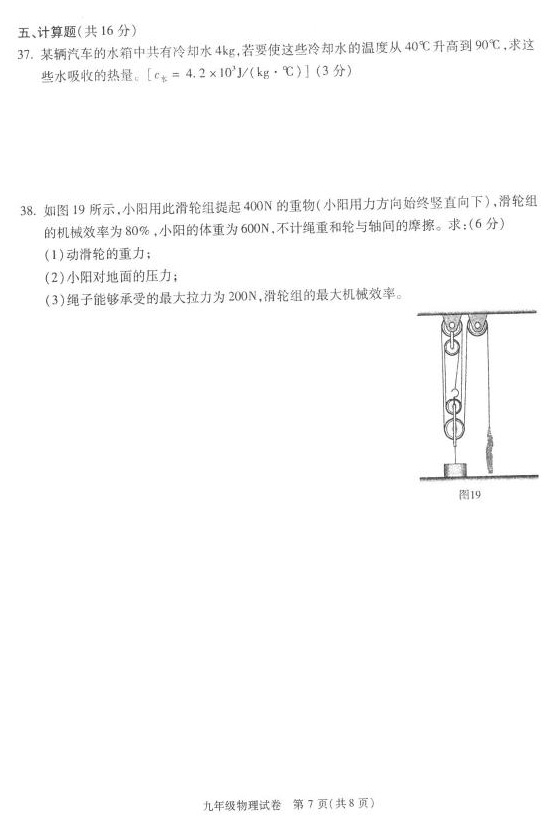 五、计算题(共16分)
37. 某辆汽车的水箱中共有冷却水4kg,若要使这些冷却水的温度从40℃升高到90℃,求这
些水吸收的热量。[c水 = 4.2×10³J/(kg·℃)](3分)
38. 如图19所示,小阳用此滑轮组提起400N的重物(小阳用力方向始终竖直向下),滑轮组
的机械效率为80%,小阳的体重为600N,不计绳重和轮与轴间的摩擦。求:(6分)
(1)动滑轮的重力;
(2)小阳对地面的压力;
(3)绳子能够承受的最大拉力为200N,滑轮组的最大机械效率。
图19
九年级物理试卷 第7页(共8页)